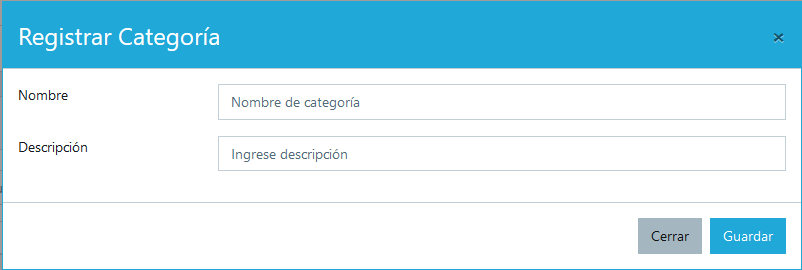 Registrar Categoría ×
Nombre Nombre de categoría
Descripción Ingrese descripción
Cerrar Guardar